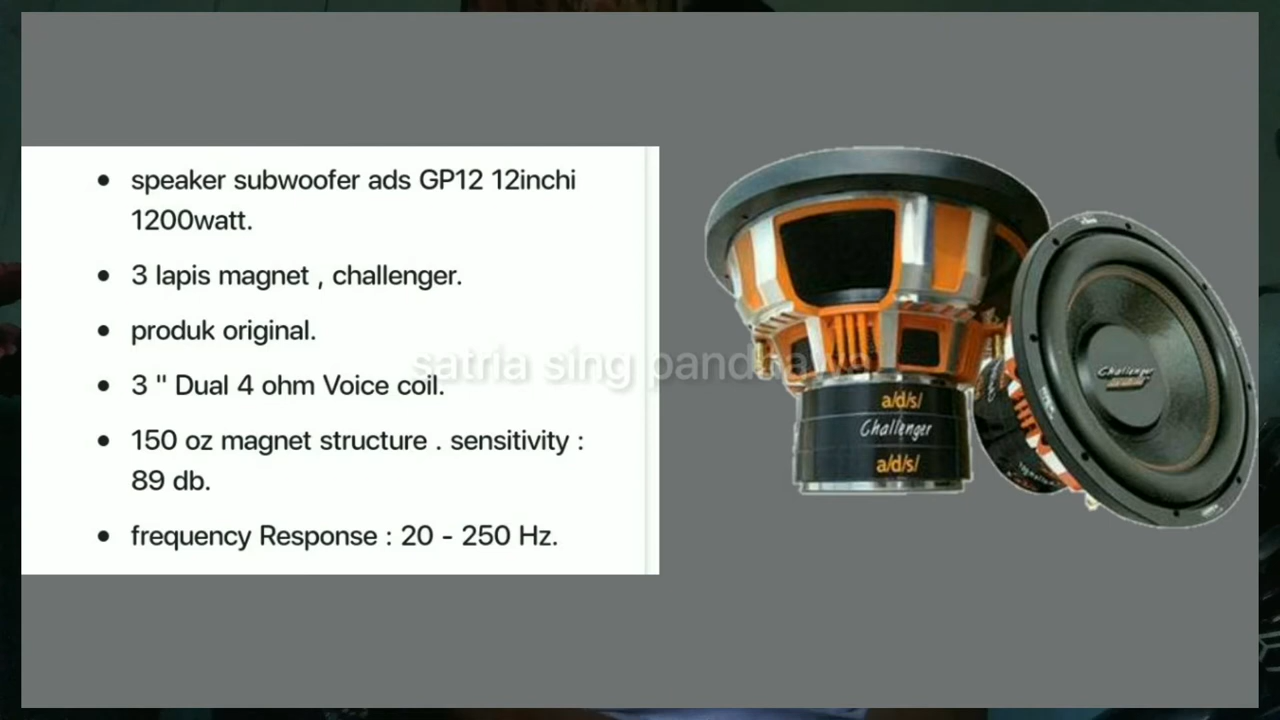 speaker subwoofer ads GP12 12inchi
1200watt.
3 lapis magnet , challenger.
produk original.
3 " Dual 4 ohm Voice coil.
150 oz magnet structure . sensitivity :
89 db.
frequency Response : 20 - 250 Hz.
satria sing
a/d/s/
Challenger
a/d/s/
Challenger